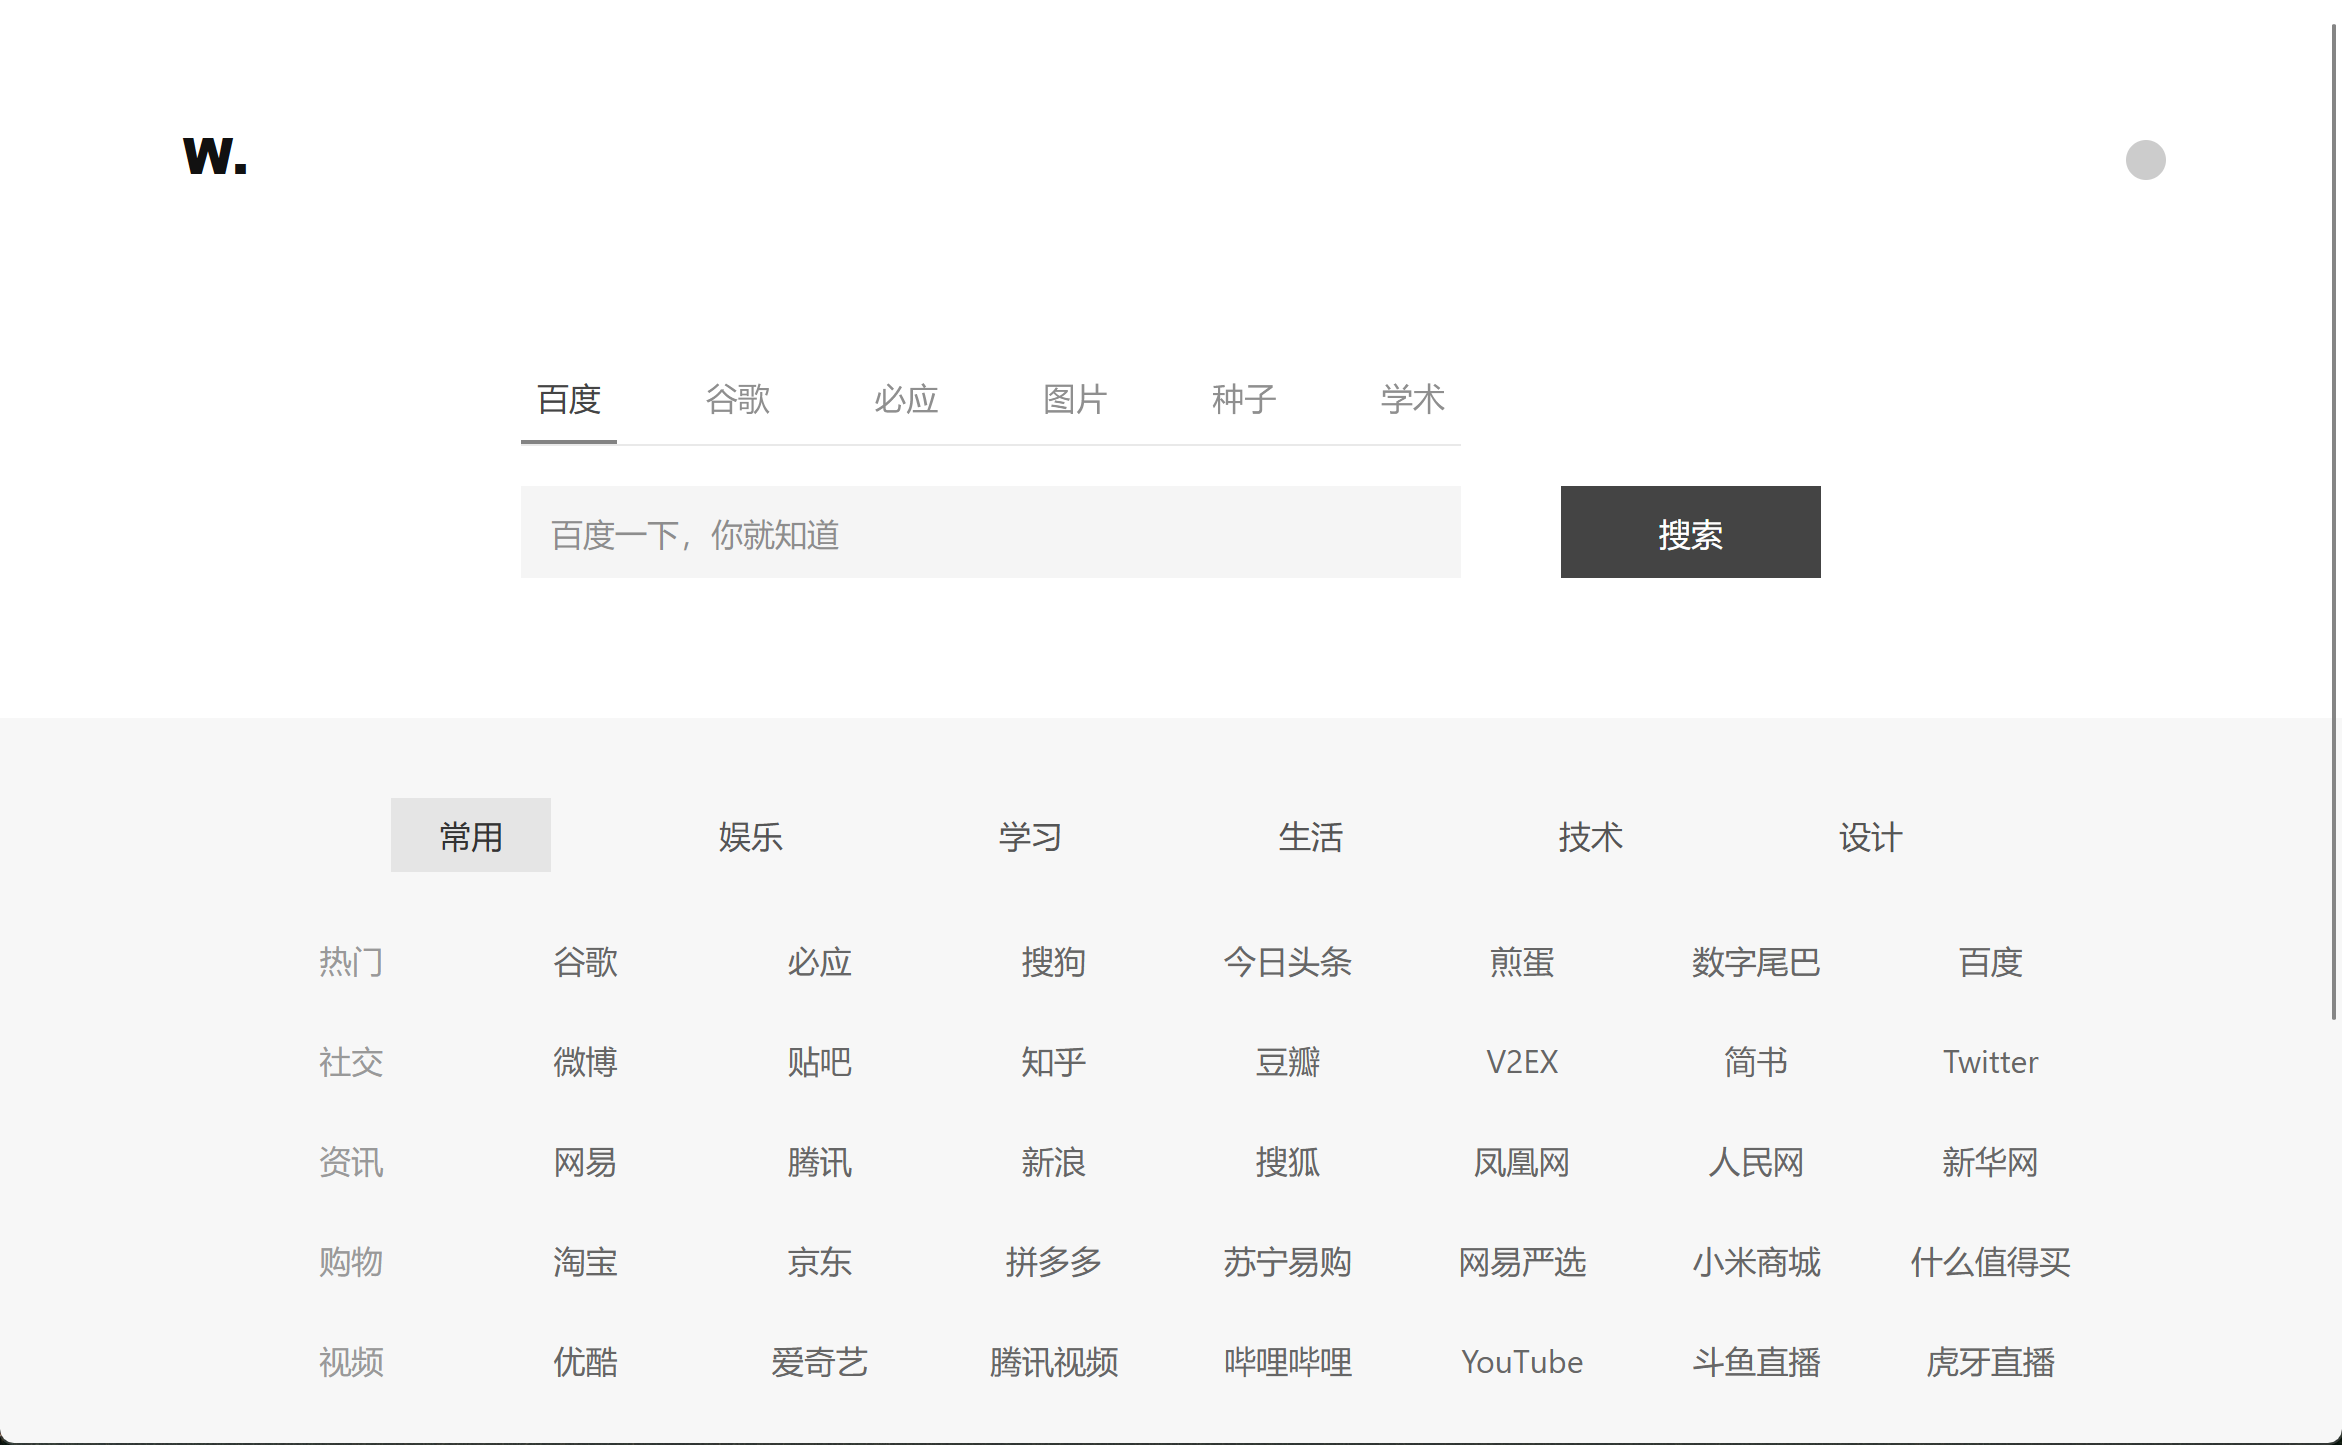 W.
百度 谷歌 必应 图片 种子 学术
百度一下，你就知道 搜索
常用 娱乐 学习 生活 技术 设计
热门 谷歌 必应 搜狗 今日头条 煎蛋 数字尾巴 百度
社交 微博 贴吧 知乎 豆瓣 V2EX 简书 Twitter
资讯 网易 腾讯 新浪 搜狐 凤凰网 人民网 新华网
购物 淘宝 京东 拼多多 苏宁易购 网易严选 小米商城 什么值得买
视频 优酷 爱奇艺 腾讯视频 哔哩哔哩 YouTube 斗鱼直播 虎牙直播